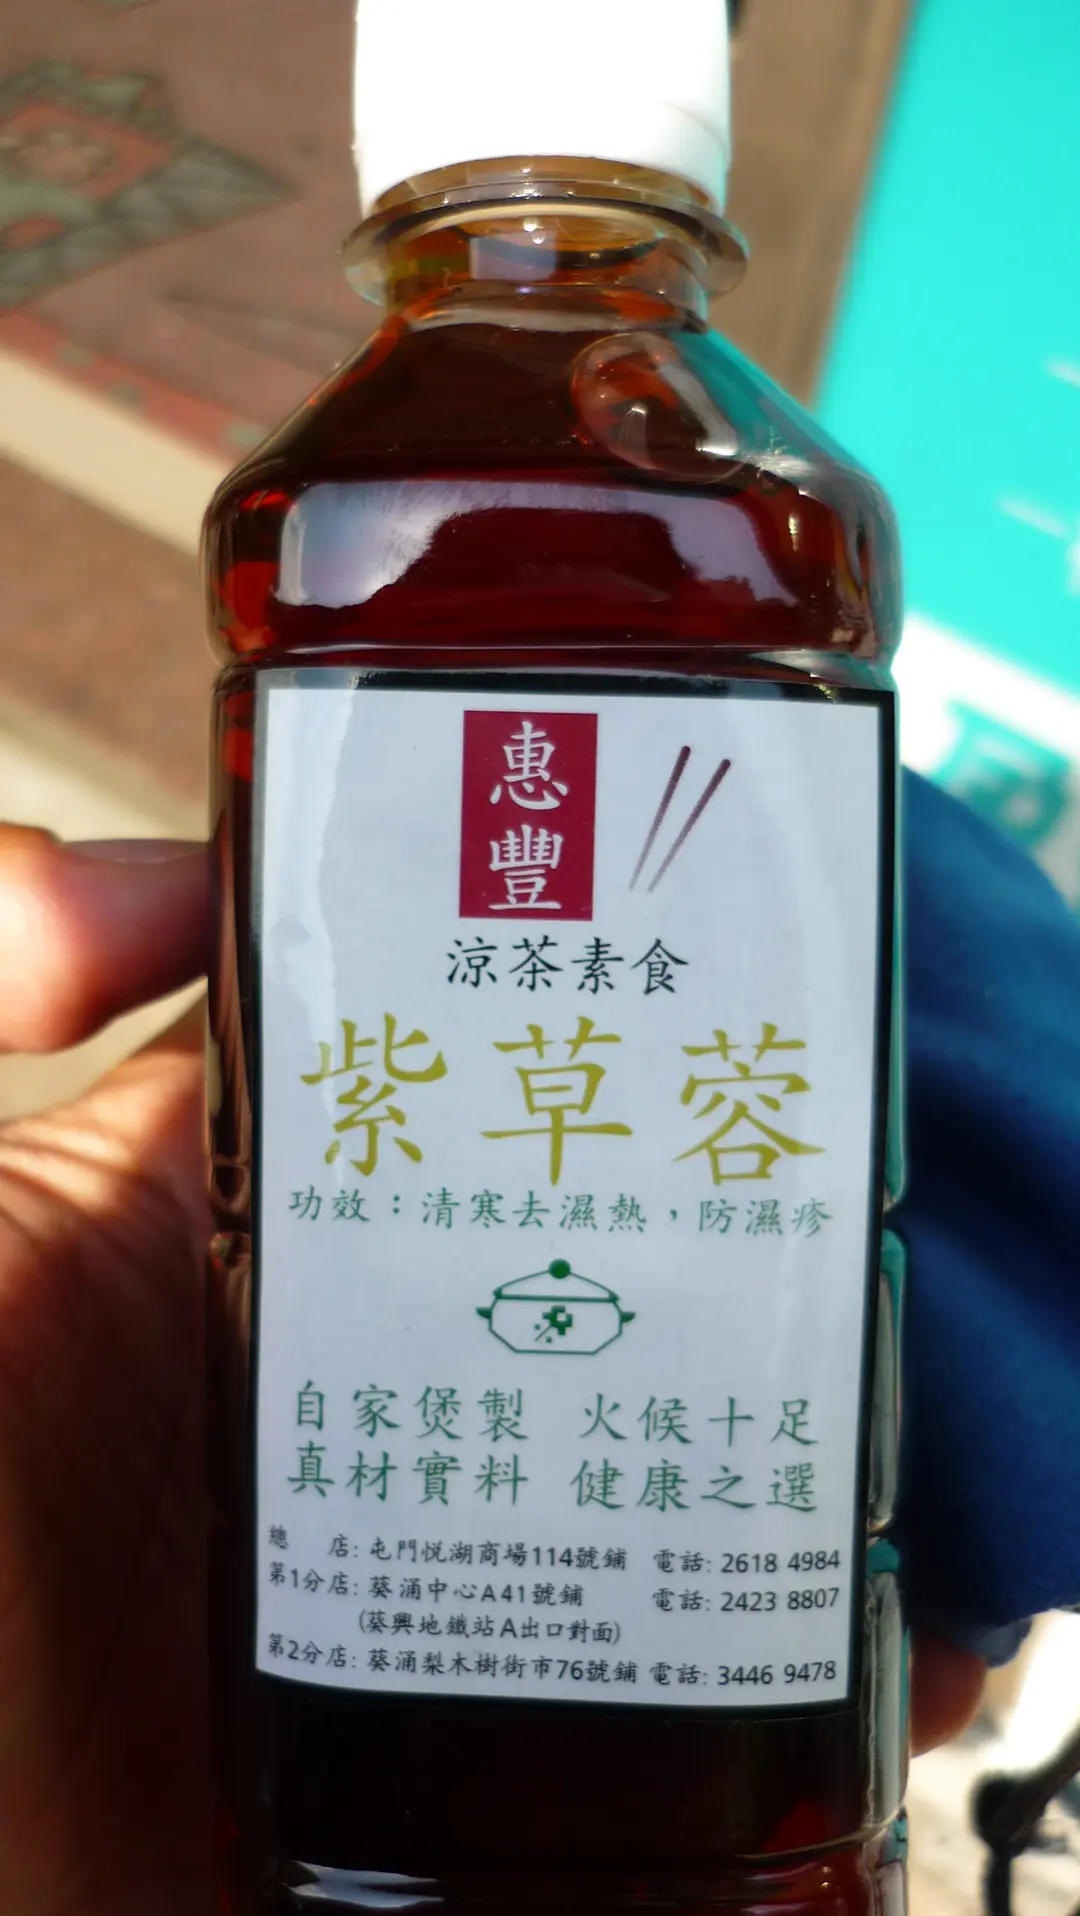 惠豐
涼茶素食
紫草蓉
功效：清寒去濕熱，防濕疹
自家煲製 火候十足
真材實料 健康之選
總 店: 屯門悦湖商場114號鋪 電話: 2618 4984
第1分店: 葵涌中心A41號鋪 電話: 2423 8807
(葵興地鐵站A出口對面)
第2分店: 葵涌梨木樹街市76號鋪 電話: 3446 9478